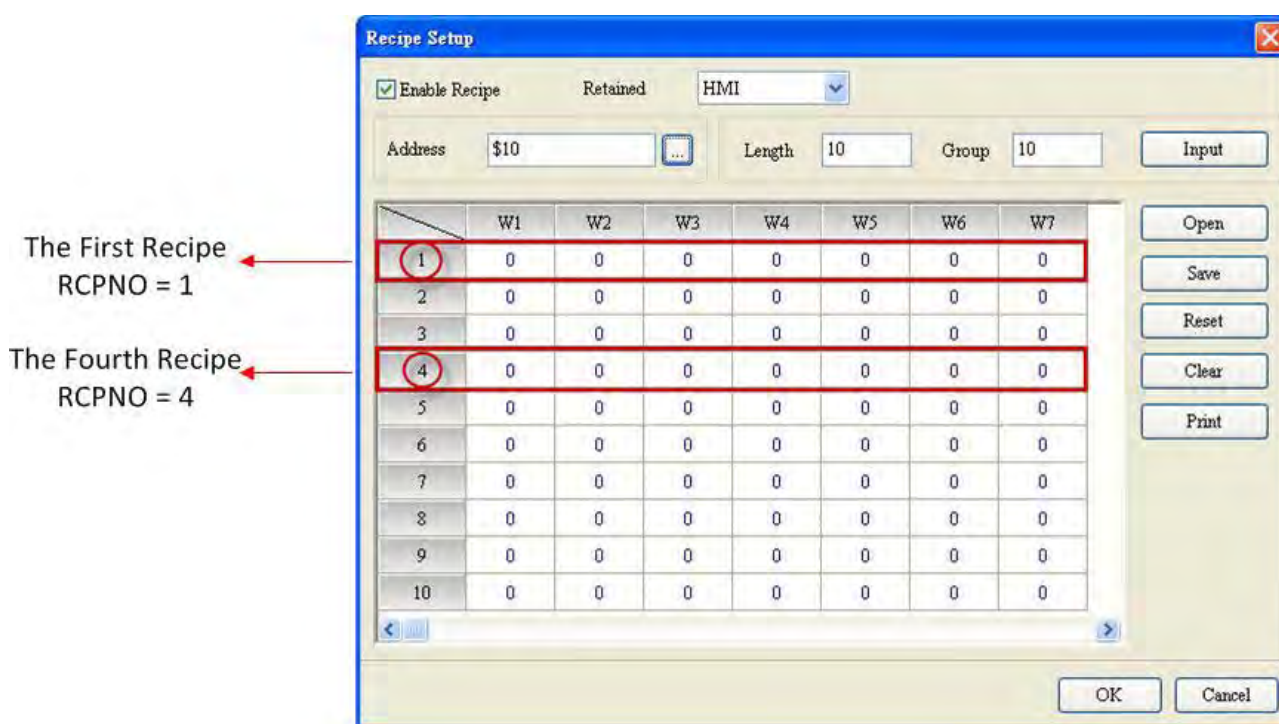 Recipe Setup
Enable Recipe Retained HMI
Address $10 ... Length 10 Group 10 Input
W1 W2 W3 W4 W5 W6 W7
1 0 0 0 0 0 0 0
2 0 0 0 0 0 0 0
3 0 0 0 0 0 0 0
4 0 0 0 0 0 0 0
5 0 0 0 0 0 0 0
6 0 0 0 0 0 0 0
7 0 0 0 0 0 0 0
8 0 0 0 0 0 0 0
9 0 0 0 0 0 0 0
10 0 0 0 0 0 0 0
Open
Save
Reset
Clear
Print
OK Cancel
The First Recipe
RCPNO = 1
The Fourth Recipe
RCPNO = 4